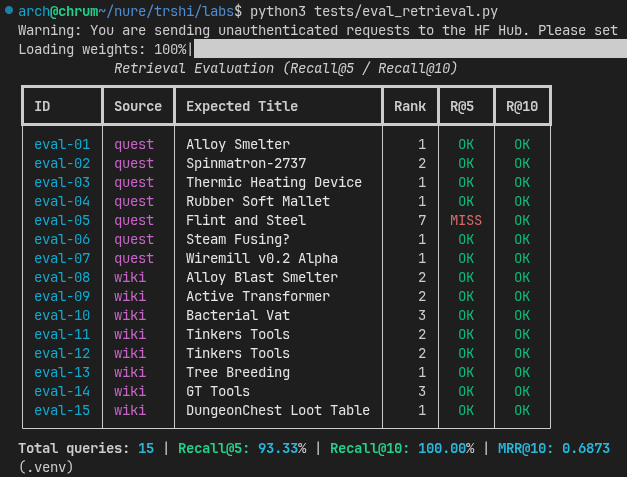 arch@chrum~/nure/trshi/labs$ python3 tests/eval_retrieval.py
Warning: You are sending unauthenticated requests to the HF Hub. Please set
Loading weights: 100%|
Retrieval Evaluation (Recall@5 / Recall@10)
ID Source Expected Title Rank R@5 R@10
eval-01 quest Alloy Smelter 1 OK OK
eval-02 quest Spinmatron-2737 2 OK OK
eval-03 quest Thermic Heating Device 1 OK OK
eval-04 quest Rubber Soft Mallet 1 OK OK
eval-05 quest Flint and Steel 7 MISS OK
eval-06 quest Steam Fusing? 1 OK OK
eval-07 quest Wiremill v0.2 Alpha 1 OK OK
eval-08 wiki Alloy Blast Smelter 2 OK OK
eval-09 wiki Active Transformer 2 OK OK
eval-10 wiki Bacterial Vat 3 OK OK
eval-11 wiki Tinkers Tools 2 OK OK
eval-12 wiki Tinkers Tools 2 OK OK
eval-13 wiki Tree Breeding 1 OK OK
eval-14 wiki GT Tools 3 OK OK
eval-15 wiki DungeonChest Loot Table 1 OK OK
Total queries: 15 | Recall@5: 93.33% | Recall@10: 100.00% | MRR@10: 0.6873
(.venv)